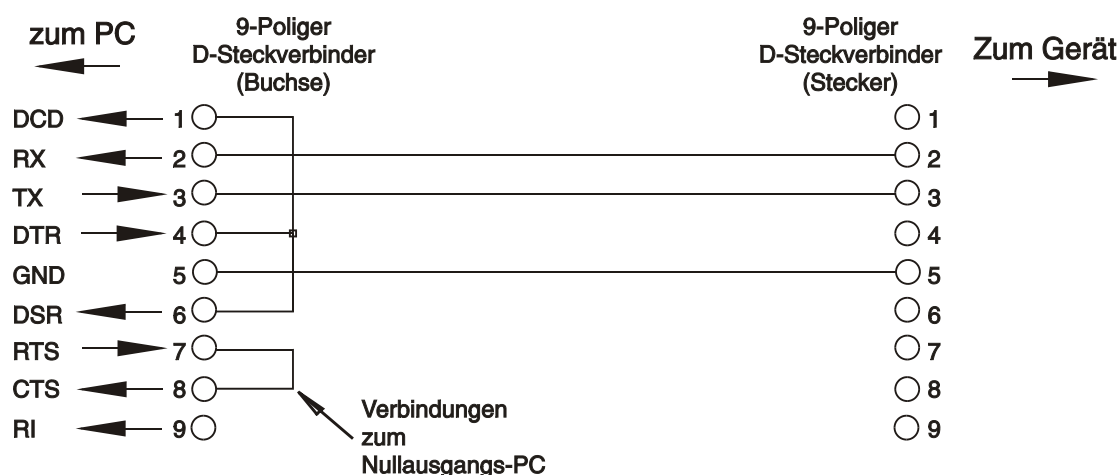 zum PC
9-Poliger
D-Steckverbinder
(Buchse)
9-Poliger
D-Steckverbinder
(Stecker)
Zum Gerät
DCD 1 1
RX 2 2
TX 3 3
DTR 4 4
GND 5 5
DSR 6 6
RTS 7 7
CTS 8 8
RI 9 9
Verbindungen
zum
Nullausgangs-PC